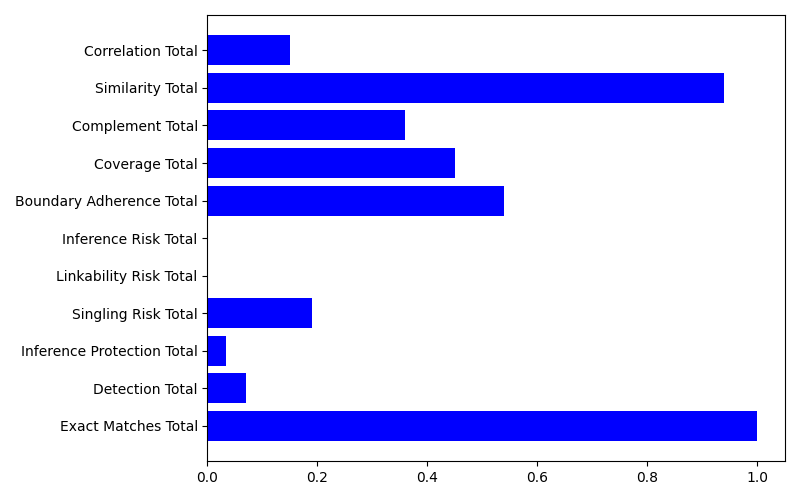 Correlation Total
Similarity Total
Complement Total
Coverage Total
Boundary Adherence Total
Inference Risk Total
Linkability Risk Total
Singling Risk Total
Inference Protection Total
Detection Total
Exact Matches Total
0.0 0.2 0.4 0.6 0.8 1.0